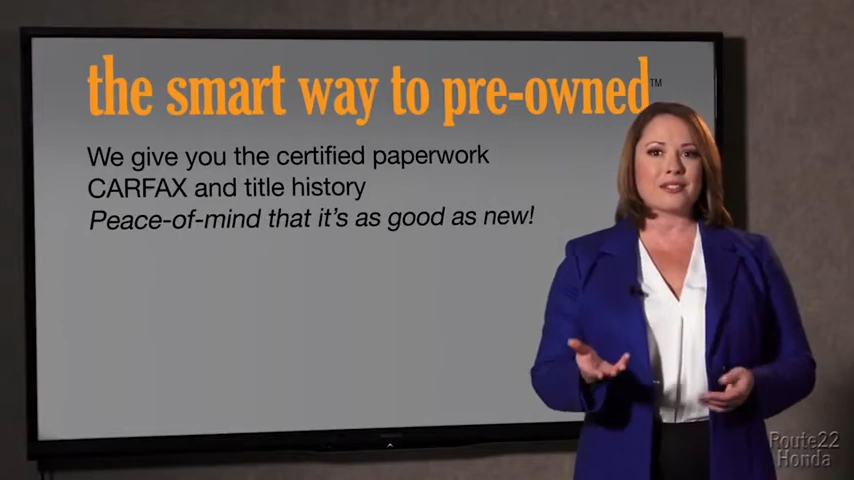 the smart way to pre-owned™
We give you the certified paperwork
CARFAX and title history
Peace-of-mind that it's as good as new!
Route22
Honda